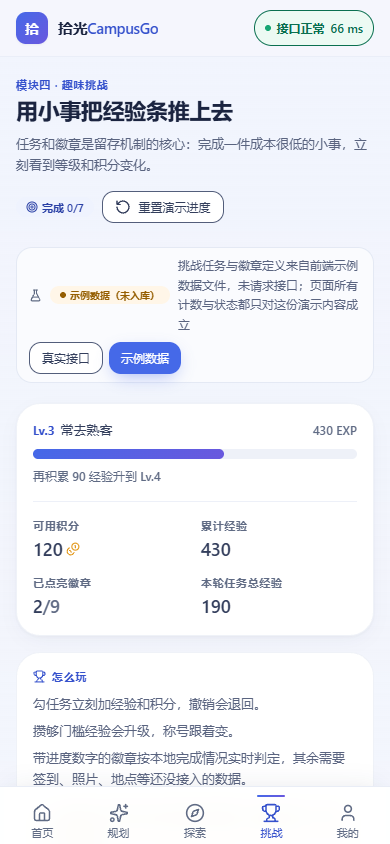 拾 拾光CampusGo 接口正常 66 ms
模块四 · 趣味挑战
用小事把经验条推上去
任务和徽章是留存机制的核心：完成一件成本很低的小事，立
刻看到等级和积分变化。
完成 0/7 重置演示进度
示例数据（未入库）
挑战任务与徽章定义来自前端示例
数据文件，未请求接口；页面所有
计数与状态都只对这份演示内容成
立
真实接口 示例数据
Lv.3 常去熟客 430 EXP
再积累 90 经验升到 Lv.4
可用积分 累计经验
120 430
已点亮徽章 本轮任务总经验
2/9 190
怎么玩
勾任务立刻加经验和积分，撤销会退回。
攒够门槛经验会升级，称号跟着变。
带进度数字的徽章按本地完成情况实时判定，其余需要
签到、照片、地点等还没接入的数据。
首页 规划 探索 挑战 我的